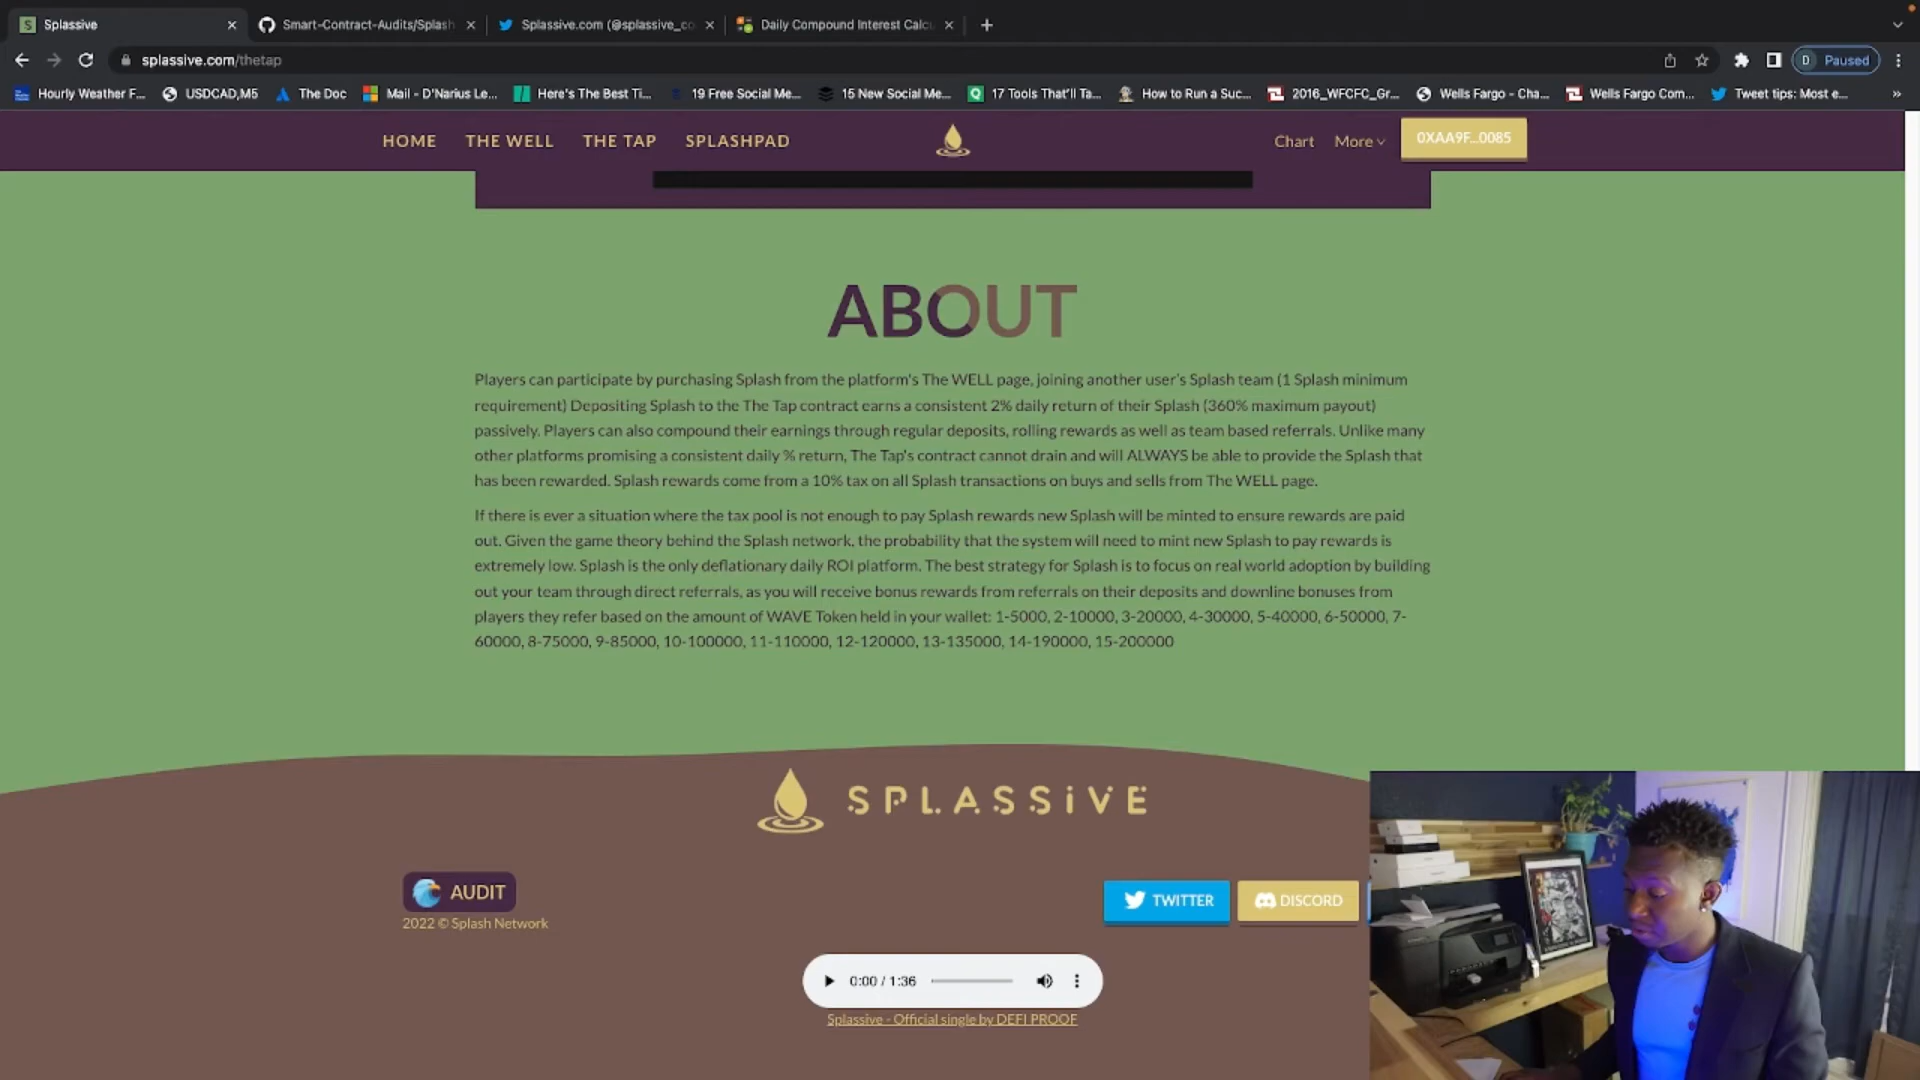 Splassive
Smart-Contract-Audits/Splash
Splassive.com (@splassive_co
Daily Compound Interest Calcu
splassive.com/thetap
D Paused
Hourly Weather F...
USDCAD,M5
The Doc
Mail - D'Narius Le...
Here's The Best Ti...
19 Free Social Me...
15 New Social Me...
17 Tools That'll Ta...
How to Run a Suc...
2016_WFCFC_Gr...
Wells Fargo - Cha...
Wells Fargo Com...
Tweet tips: Most e...
»
HOME
THE WELL
THE TAP
SPLASHPAD
Chart
More
0XAA9F...0085
ABOUT
Players can participate by purchasing Splash from the platform's The WELL page, joining another user's Splash team (1 Splash minimum
requirement) Depositing Splash to the The Tap contract earns a consistent 2% daily return of their Splash (360% maximum payout)
passively. Players can also compound their earnings through regular deposits, rolling rewards as well as team based referrals. Unlike many
other platforms promising a consistent daily % return, The Tap's contract cannot drain and will ALWAYS be able to provide the Splash that
has been rewarded. Splash rewards come from a 10% tax on all Splash transactions on buys and sells from The WELL page.
If there is ever a situation where the tax pool is not enough to pay Splash rewards new Splash will be minted to ensure rewards are paid
out. Given the game theory behind the Splash network, the probability that the system will need to mint new Splash to pay rewards is
extremely low. Splash is the only deflationary daily ROI platform. The best strategy for Splash is to focus on real world adoption by building
out your team through direct referrals, as you will receive bonus rewards from referrals on their deposits and downline bonuses from
players they refer based on the amount of WAVE Token held in your wallet: 1-5000, 2-10000, 3-20000, 4-30000, 5-40000, 6-50000, 7-
60000, 8-75000, 9-85000, 10-100000, 11-110000, 12-120000, 13-135000, 14-190000, 15-200000
SPLASSiVE
AUDIT
2022 © Splash Network
TWITTER
DISCORD
0:00 / 1:36
Splassive - Official single by DEFI PROOF